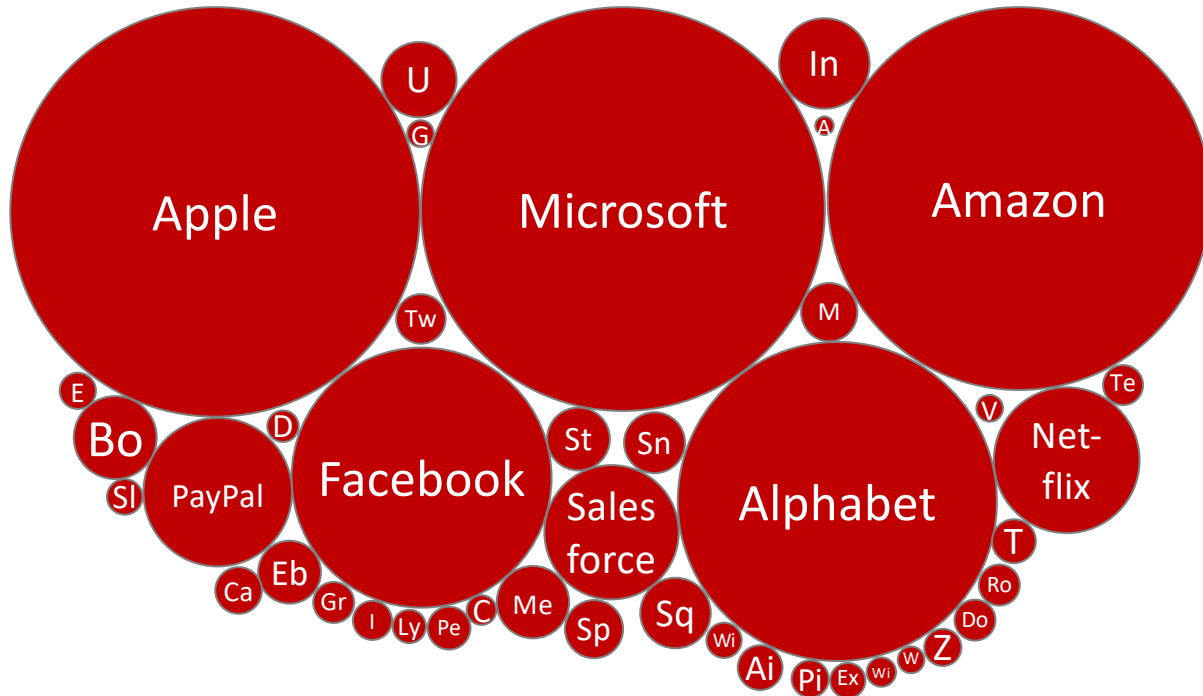 U
In
G
A
Apple
Microsoft
Amazon
Tw
M
E
Te
V
D
Bo
St
Sn
Net-
flix
Sl
PayPal
Facebook
Sales
force
Alphabet
T
Ca
Eb
Gr
I
Ly
Pe
C
Me
Sp
Sq
Wi
Ai
Pi
Ex
Wi
W
Z
Do
Ro